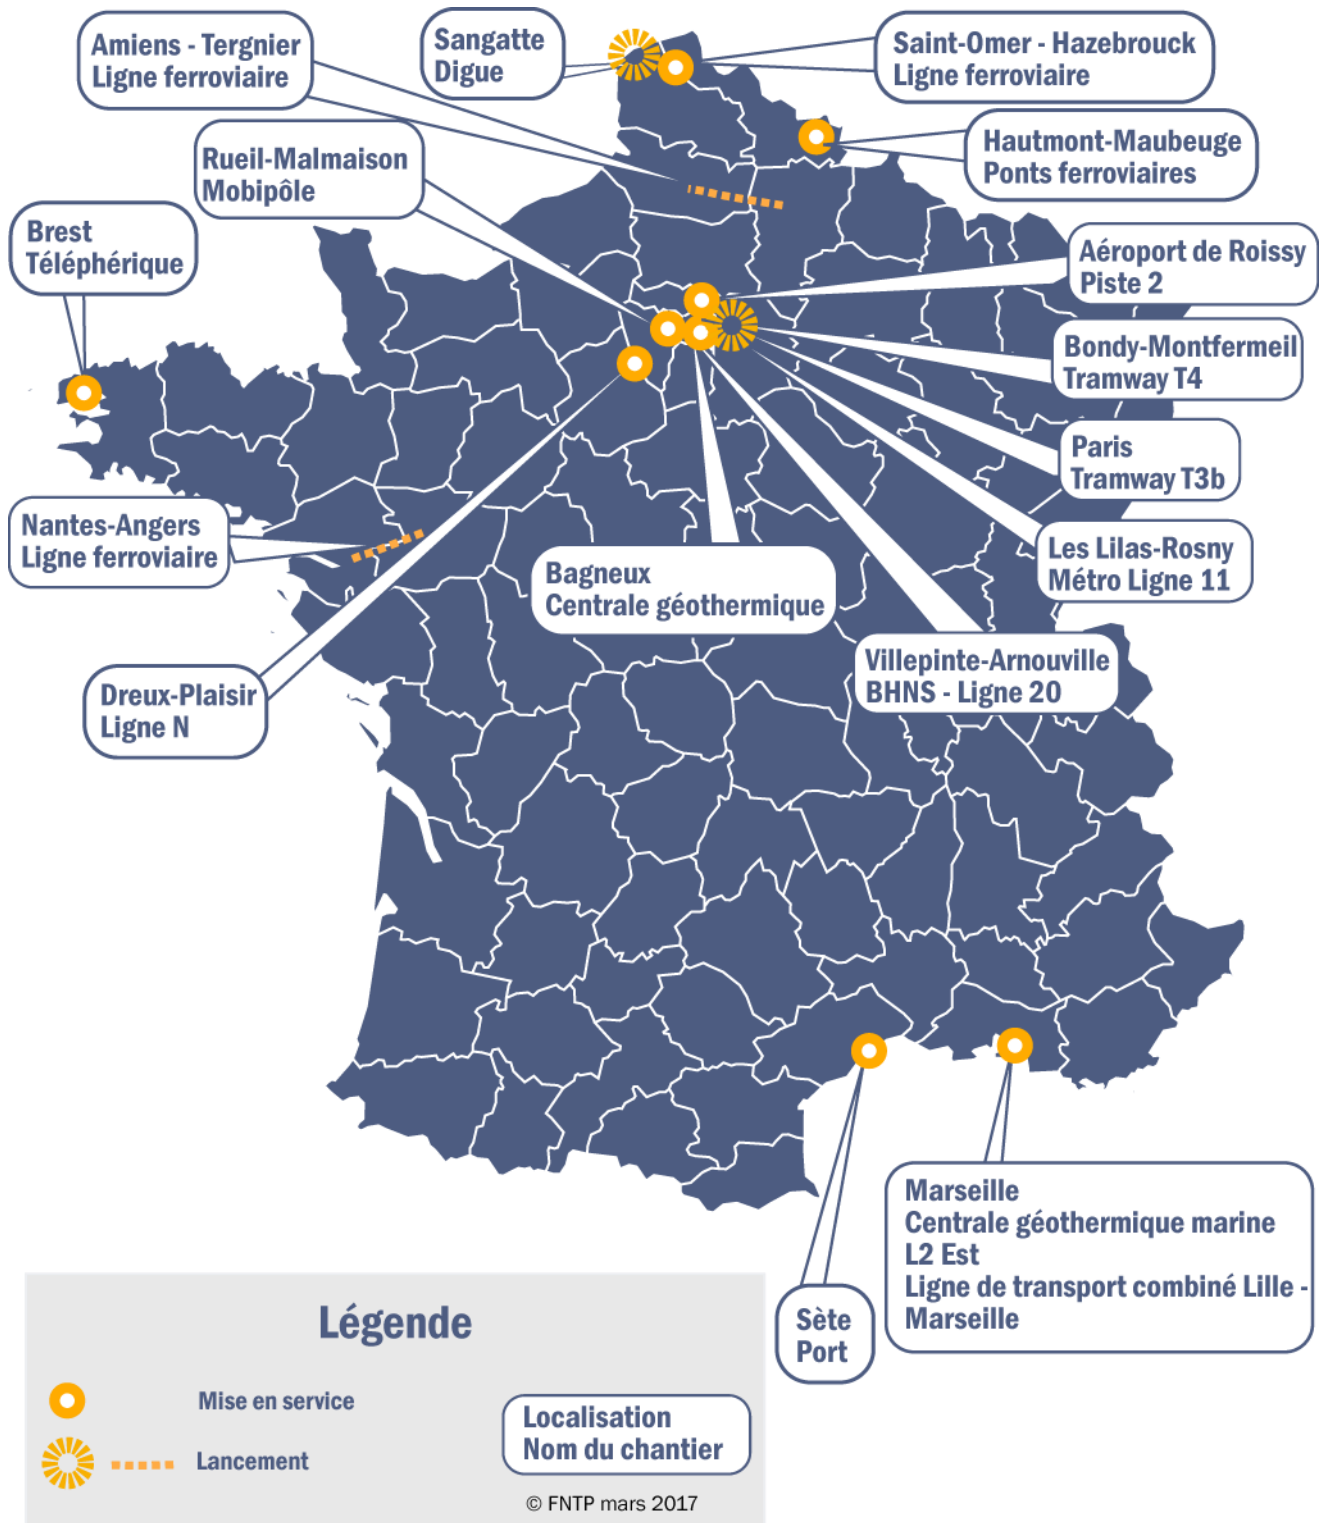 Amiens - Tergnier
Ligne ferroviaire
Sangatte
Digue
Saint-Omer - Hazebrouck
Ligne ferroviaire
Rueil-Malmaison
Mobipôle
Hautmont-Maubeuge
Ponts ferroviaires
Brest
Téléphérique
Aéroport de Roissy
Piste 2
Bondy-Montfermeil
Tramway T4
Paris
Tramway T3b
Nantes-Angers
Ligne ferroviaire
Les Lilas-Rosny
Métro Ligne 11
Bagneux
Centrale géothermique
Villepinte-Arnouville
BHNS - Ligne 20
Dreux-Plaisir
Ligne N
Marseille
Centrale géothermique marine
L2 Est
Ligne de transport combiné Lille -
Marseille
Sète
Port
Légende
Mise en service
Lancement
Localisation
Nom du chantier
© FNTP mars 2017